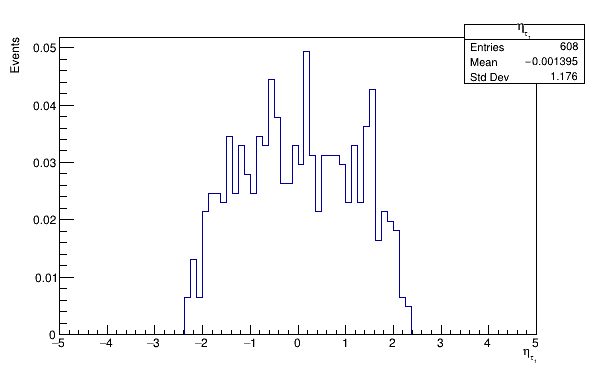 η_τ₁
Entries 608
Mean −0.001395
Std Dev 1.176
Events
0.05
0.04
0.03
0.02
0.01
0
−5 −4 −3 −2 −1 0 1 2 3 4 5
η_τ₁